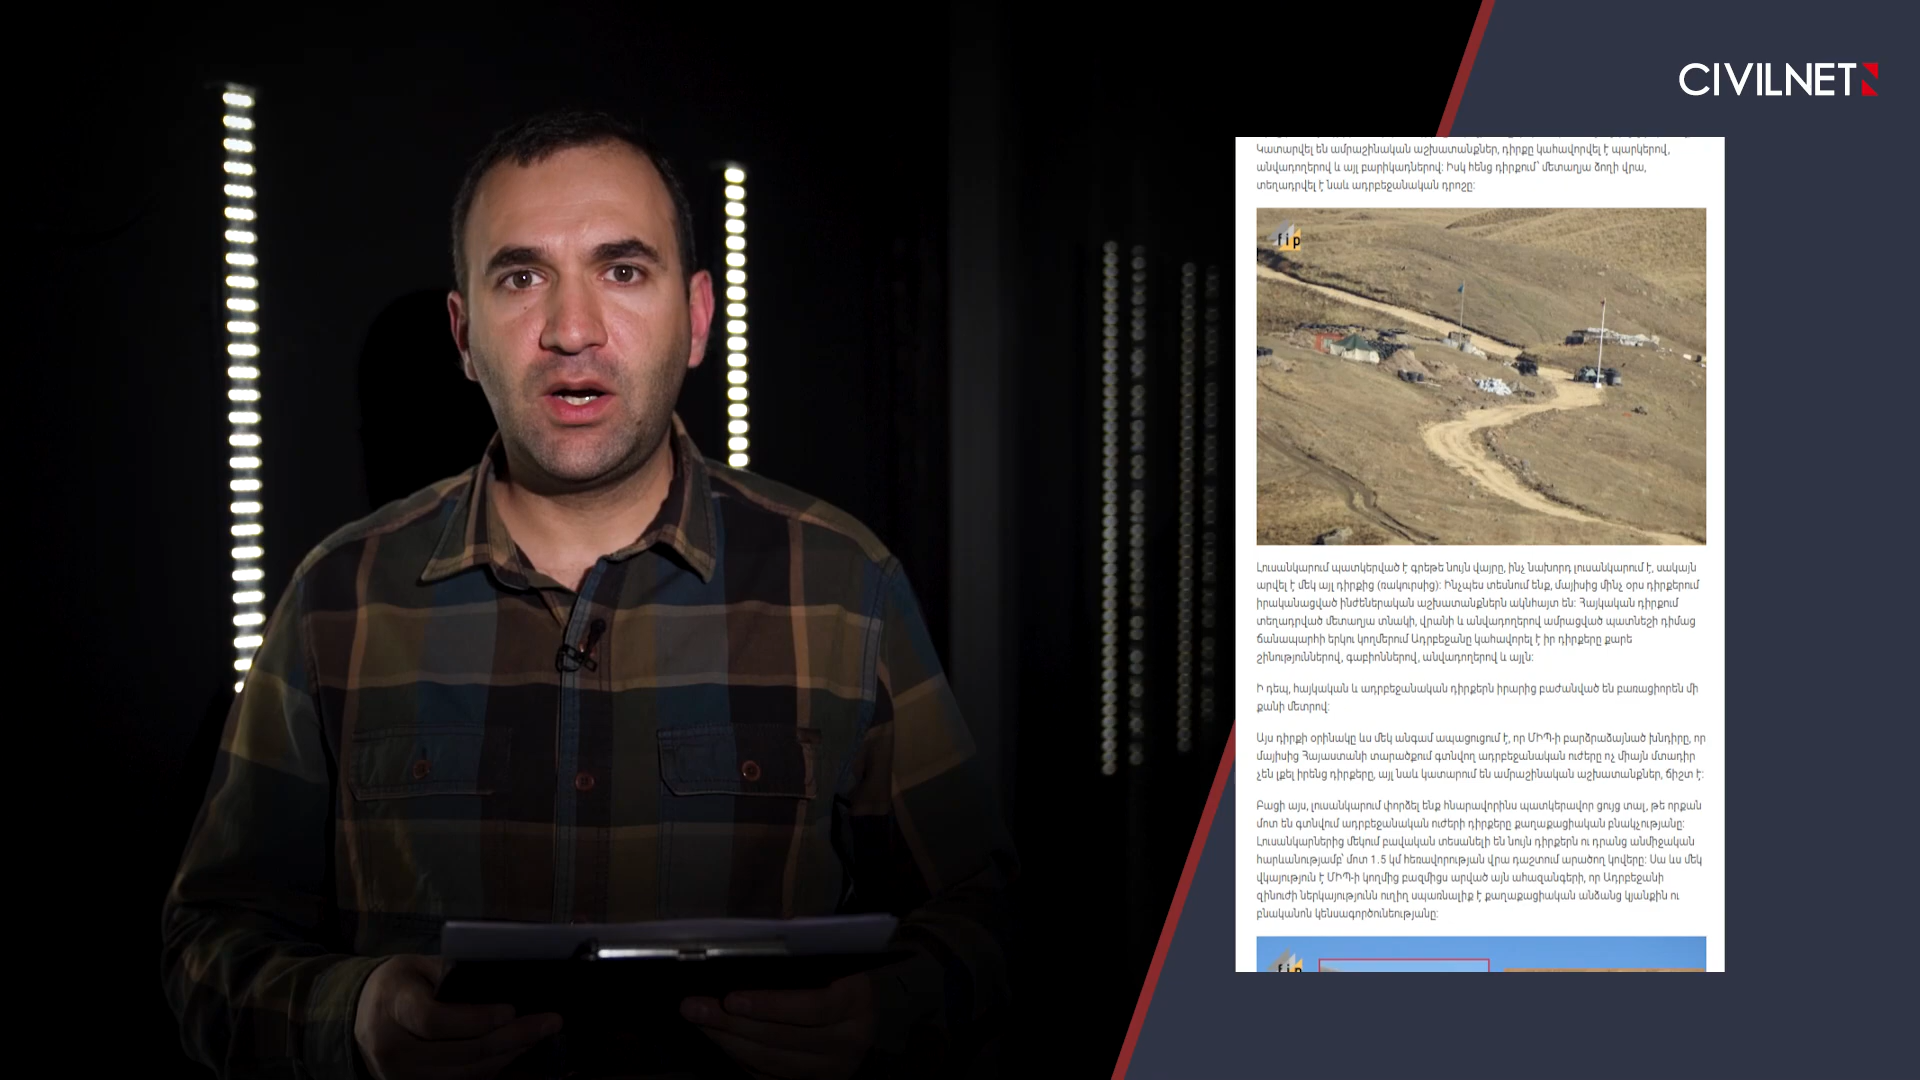 CIVILNET
Կատարվել են ամրաշինական աշխատանքներ, դիրքը կահավորվել է պարկերով,
անվադողերով և այլ բարիկադներով: Իսկ հենց դիրքում՝ մետաղյա ձողի վրա,
տեղադրվել է նաև ադրբեջանական դրոշը:
fip
Լուսանկարում պատկերված է գրեթե նույն վայրը, ինչ նախորդ լուսանկարում է, սակայն
արվել է մեկ այլ դիրքից (ռակուրսից): Ինչպես տեսնում ենք, մայիսից մինչ օրս դիրքերում
իրականացված ինժեներական աշխատանքներն ակնհայտ են: Հայկական դիրքում
տեղադրված մետաղյա տնակի, վրանի և անվադողերով ամրացված պատնեշի դիմաց
ճանապարհի երկու կողմերում Ադրբեջանը կահավորել է իր դիրքերը քարե
շինություններով, գաբիոններով, անվադողերով և այլն:
Ի դեպ, հայկական և ադրբեջանական դիրքերն իրարից բաժանված են բառացիորեն մի
քանի մետրով:
Այս դիրքի օրինակը ևս մեկ անգամ ապացուցում է, որ ՄԻՊ-ի բարձրաձայնած խնդիրը, որ
մայիսից Հայաստանի տարածքում գտնվող ադրբեջանական ուժերը ոչ միայն մտադիր
չեն լքել իրենց դիրքերը, այլ նաև կատարում են ամրաշինական աշխատանքներ, ճիշտ է:
Բացի այս, լուսանկարում փորձել ենք հնարավորինս պատկերավոր ցույց տալ, թե որքան
մոտ են գտնվում ադրբեջանական ուժերի դիրքերը քաղաքացիական բնակչությանը:
Լուսանկարներից մեկում բավական տեսանելի են նույն դիրքերն ու դրանց անմիջական
հարևանությամբ՝ մոտ 1.5 կմ հեռավորության վրա դաշտում արածող կովերը: Սա ևս մեկ
վկայություն է ՄԻՊ-ի կողմից բազմիցս արված այն ահազանգերի, որ Ադրբեջանի
զինուժի ներկայությունն ուղիղ սպառնալիք է քաղաքացիական անձանց կյանքին ու
բնականոն կենսագործունեությանը:
fip